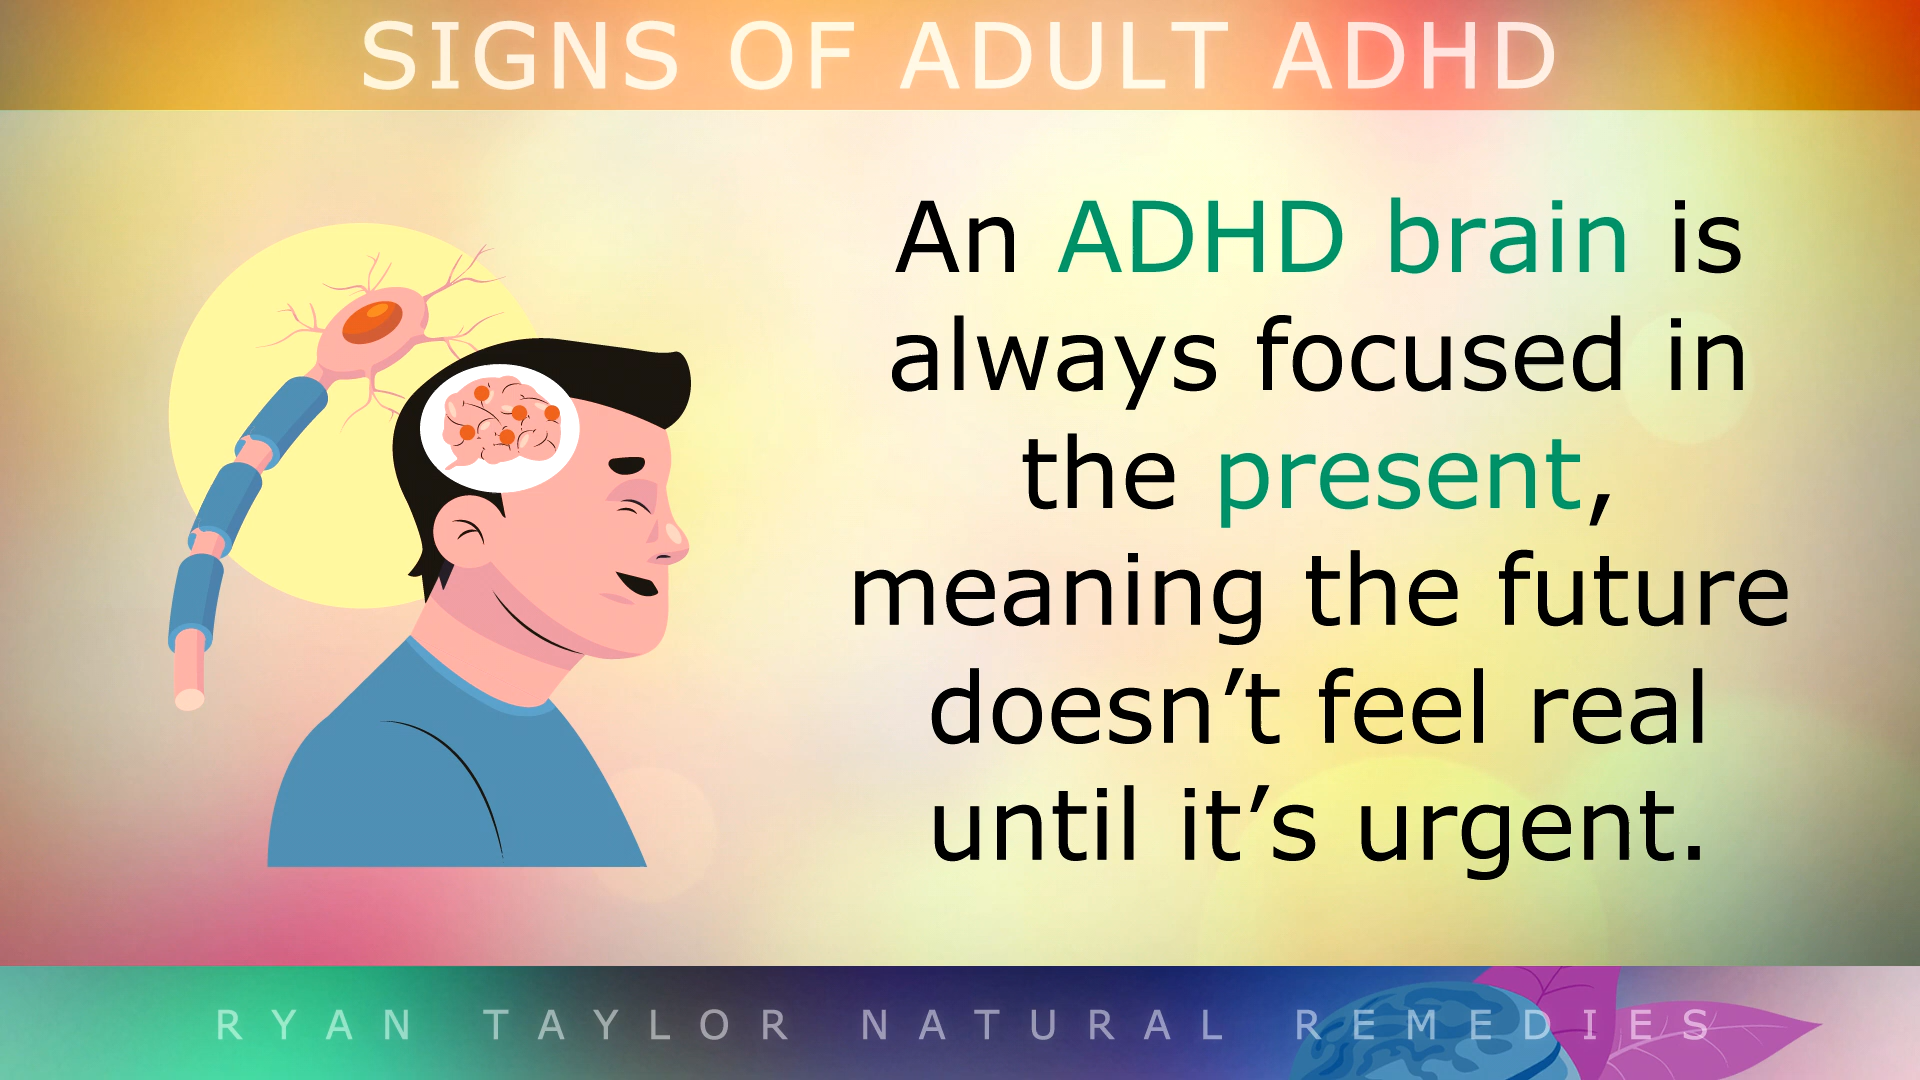 SIGNS OF ADULT ADHD
An ADHD brain is
always focused in
the present,
meaning the future
doesn’t feel real
until it’s urgent.
RYAN TAYLOR NATURAL REMEDIES